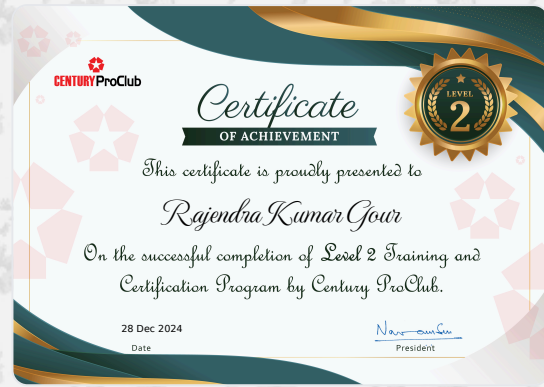 CENTURY ProClub
Certificate
OF ACHIEVEMENT
LEVEL
2
This certificate is proudly presented to
Rajendra Kumar Gour
On the successful completion of Level 2 Training and
Certification Program by Century ProClub.
28 Dec 2024
Date
President